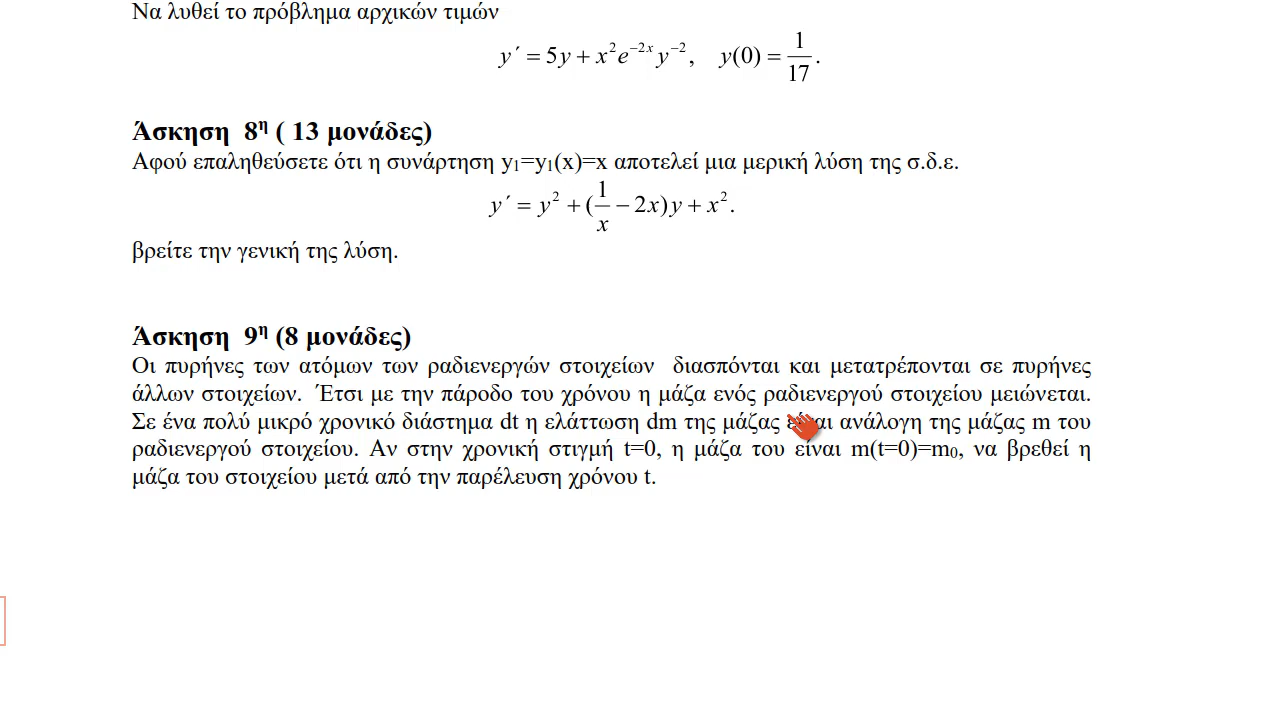 Να λυθεί το πρόβλημα αρχικών τιμών
y´ = 5y + x²e⁻²ˣy⁻², y(0) = 1/17.
Άσκηση 8η ( 13 μονάδες)
Αφού επαληθεύσετε ότι η συνάρτηση y₁=y₁(x)=x αποτελεί μια μερική λύση της σ.δ.ε.
y´ = y² + (1/x − 2x)y + x².
βρείτε την γενική της λύση.
Άσκηση 9η (8 μονάδες)
Οι πυρήνες των ατόμων των ραδιενεργών στοιχείων διασπόνται και μετατρέπονται σε πυρήνες
άλλων στοιχείων. Έτσι με την πάροδο του χρόνου η μάζα ενός ραδιενεργού στοιχείου μειώνεται.
Σε ένα πολύ μικρό χρονικό διάστημα dt η ελάττωση dm της μάζας είναι ανάλογη της μάζας m του
ραδιενεργού στοιχείου. Αν στην χρονική στιγμή t=0, η μάζα του είναι m(t=0)=m₀, να βρεθεί η
μάζα του στοιχείου μετά από την παρέλευση χρόνου t.